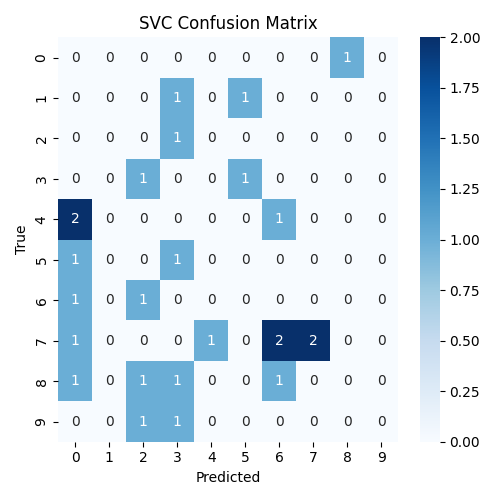 SVC Confusion Matrix
0 0 0 0 0 0 0 0 0 1 0
1 0 0 0 1 0 1 0 0 0 0
2 0 0 0 1 0 0 0 0 0 0
3 0 0 1 0 0 1 0 0 0 0
4 2 0 0 0 0 0 1 0 0 0
5 1 0 0 1 0 0 0 0 0 0
6 1 0 1 0 0 0 0 0 0 0
7 1 0 0 0 1 0 2 2 0 0
8 1 0 1 1 0 0 1 0 0 0
9 0 0 1 1 0 0 0 0 0 0
0 1 2 3 4 5 6 7 8 9
True
Predicted
2.00
1.75
1.50
1.25
1.00
0.75
0.50
0.25
0.00